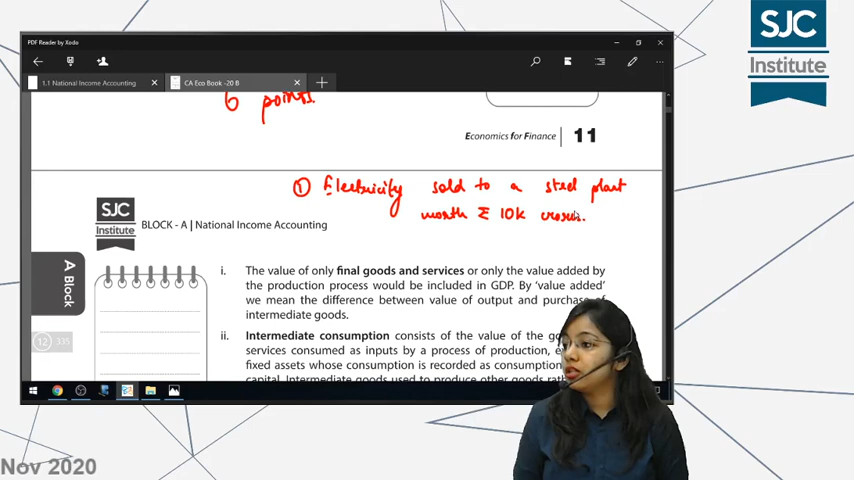 SJC
Institute
PDF Reader by Xodo
1.1 National Income Accounting
CA Eco Book -20 B
6 points.
Economics for Finance 11
① Electricity sold to a steel plant
worth ₹ 10k crores.
SJC
Institute
BLOCK - A | National Income Accounting
A Block
12 335
i. The value of only final goods and services or only the value added by
the production process would be included in GDP. By 'value added'
we mean the difference between value of output and purchase of
intermediate goods.
ii. Intermediate consumption consists of the value of the
services consumed as inputs by a process of production,
fixed assets whose consumption is recorded as consumption
capital. Intermediate goods used to produce other goods
Nov 2020